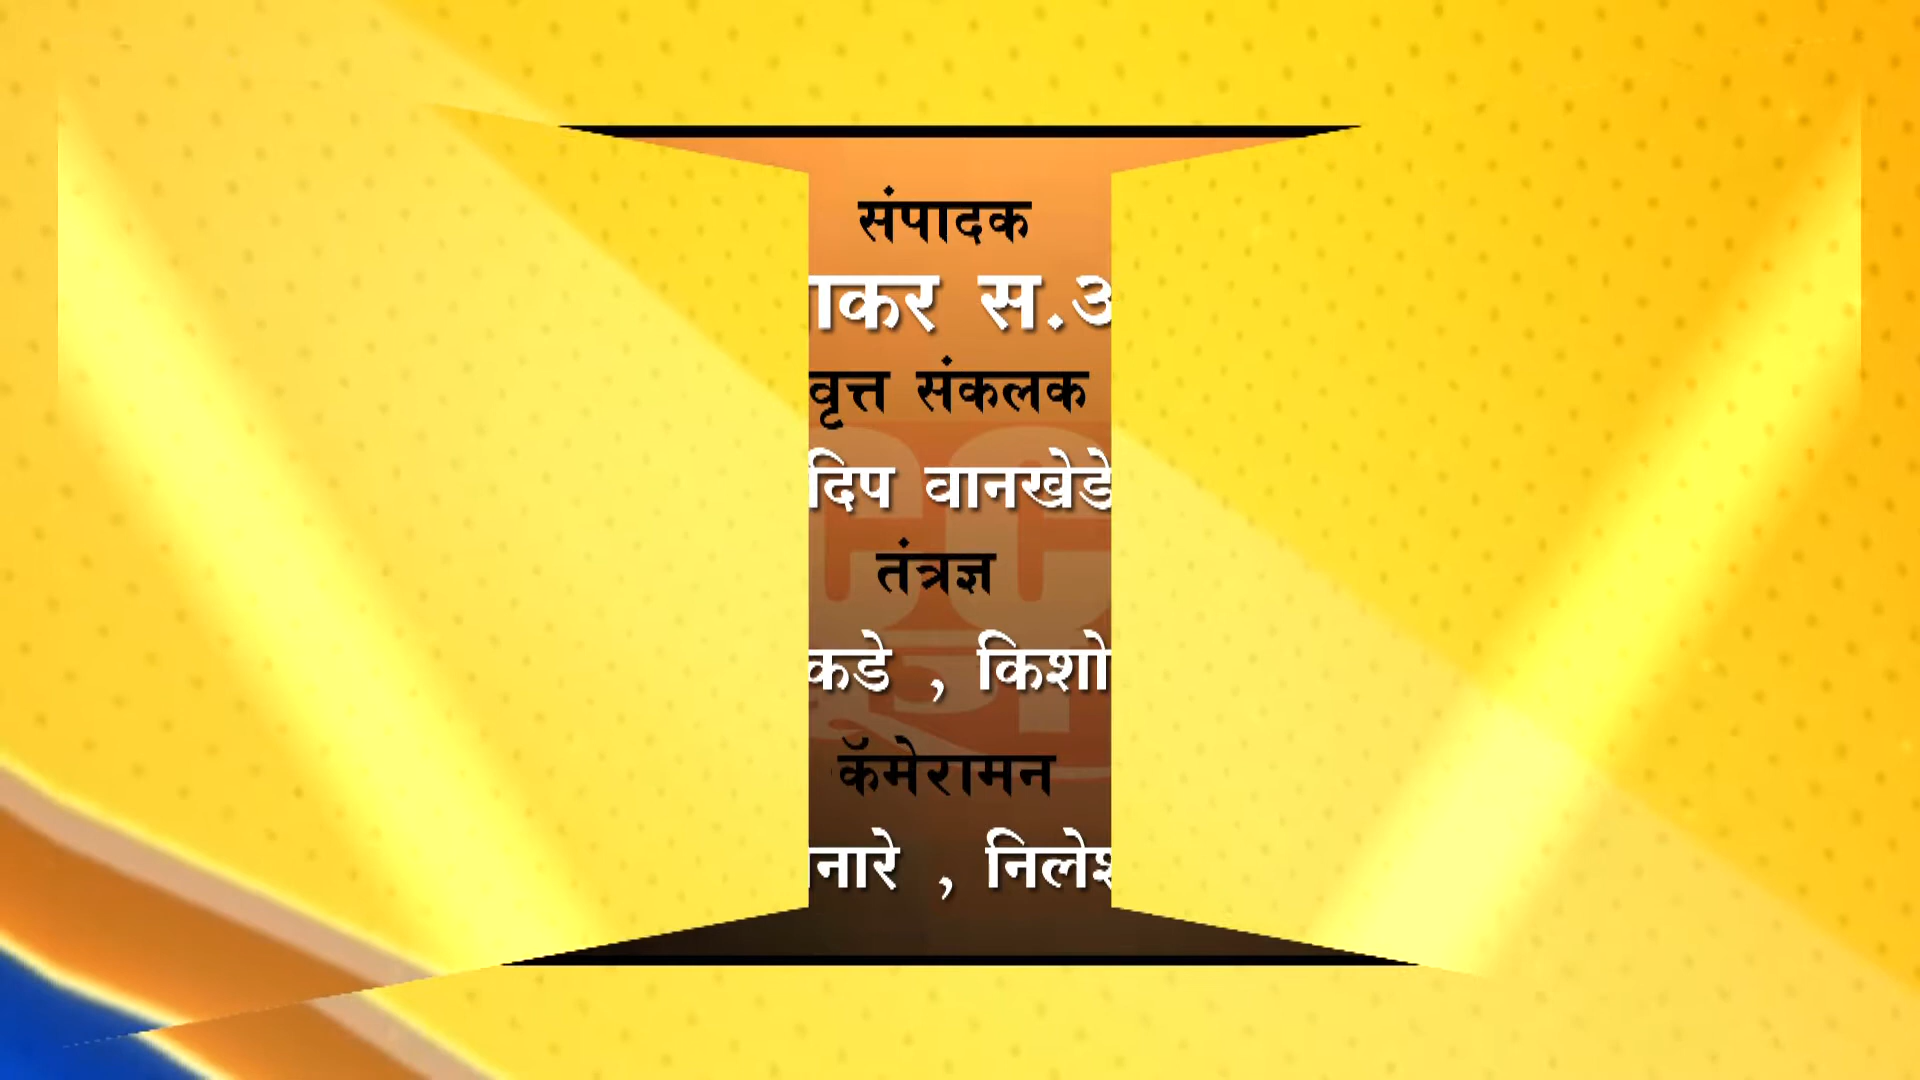 संपादक
कर स.
वृत्त संकलक
दिप वानखेडे
तंत्रज्ञ
कडे , किशो
कॅमेरामन
नारे , निलेश